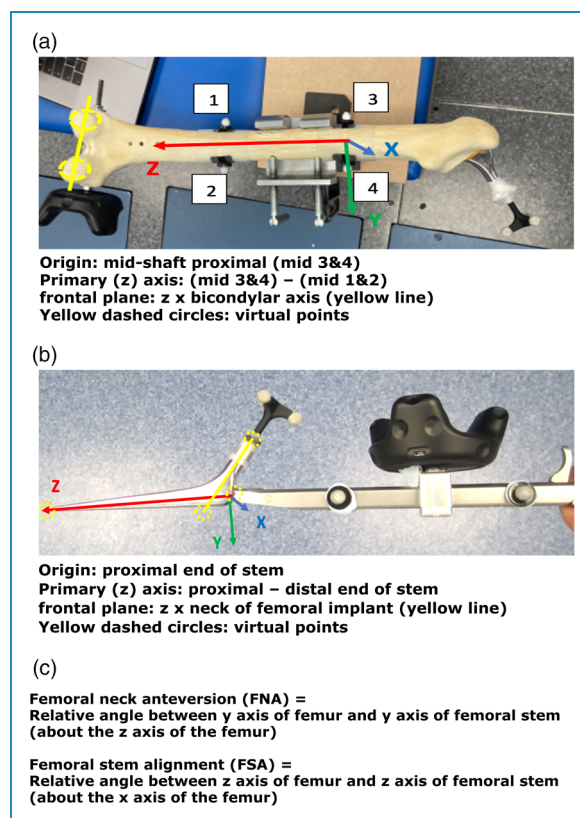 (a)
1
3
Z
X
2
4
Y
Origin: mid-shaft proximal (mid 3&4)
Primary (z) axis: (mid 3&4) – (mid 1&2)
frontal plane: z x bicondylar axis (yellow line)
Yellow dashed circles: virtual points
(b)
Z
X
Y
Origin: proximal end of stem
Primary (z) axis: proximal – distal end of stem
frontal plane: z x neck of femoral implant (yellow line)
Yellow dashed circles: virtual points
(c)
Femoral neck anteversion (FNA) =
Relative angle between y axis of femur and y axis of femoral stem
(about the z axis of the femur)
Femoral stem alignment (FSA) =
Relative angle between z axis of femur and z axis of femoral stem
(about the x axis of the femur)